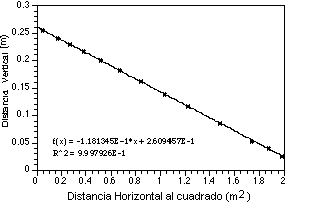 0.3
0.25
0.2
0.15
0.1
0.05
0
Distancia Vertical (m)
f(x) = -1.181345E-1*x + 2.609457E-1
R^2 = 9.997926E-1
0 0.2 0.4 0.6 0.8 1 1.2 1.4 1.6 1.8 2
Distancia Horizontal al cuadrado (m2)